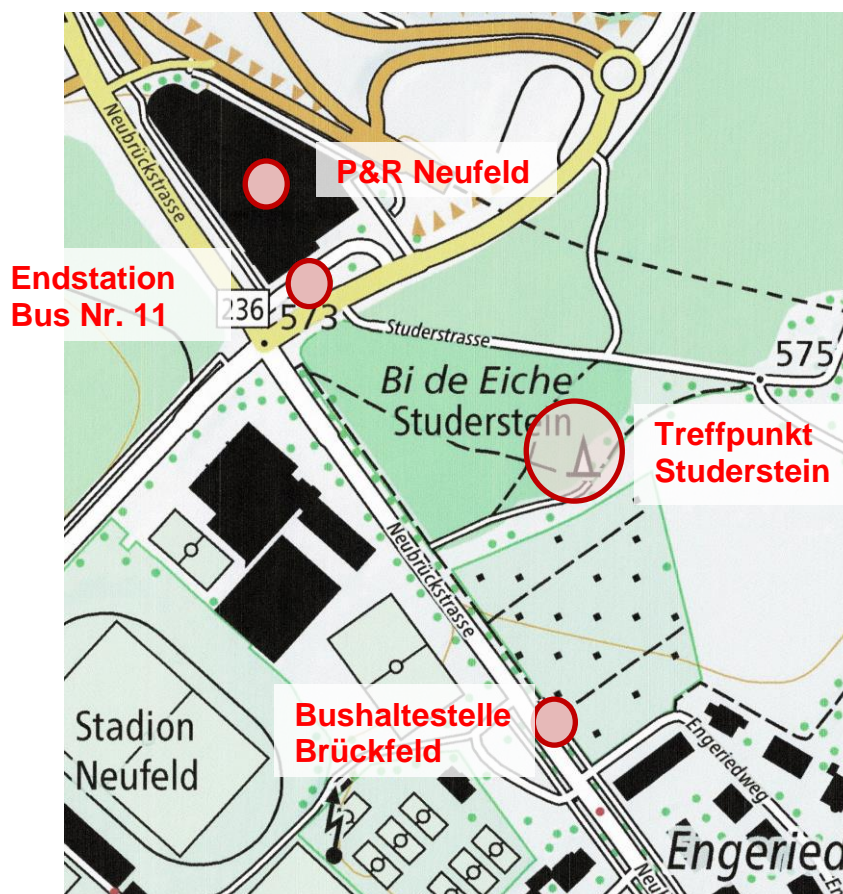 Neubrückstrasse
P&R Neufeld
Endstation
Bus Nr. 11
236
573
Studerstrasse
575
Bi de Eiche
Studerstein
Treffpunkt
Studerstein
Neubrückstrasse
Bushaltestelle
Brückfeld
Stadion
Neufeld
Engeriedweg
Engeried